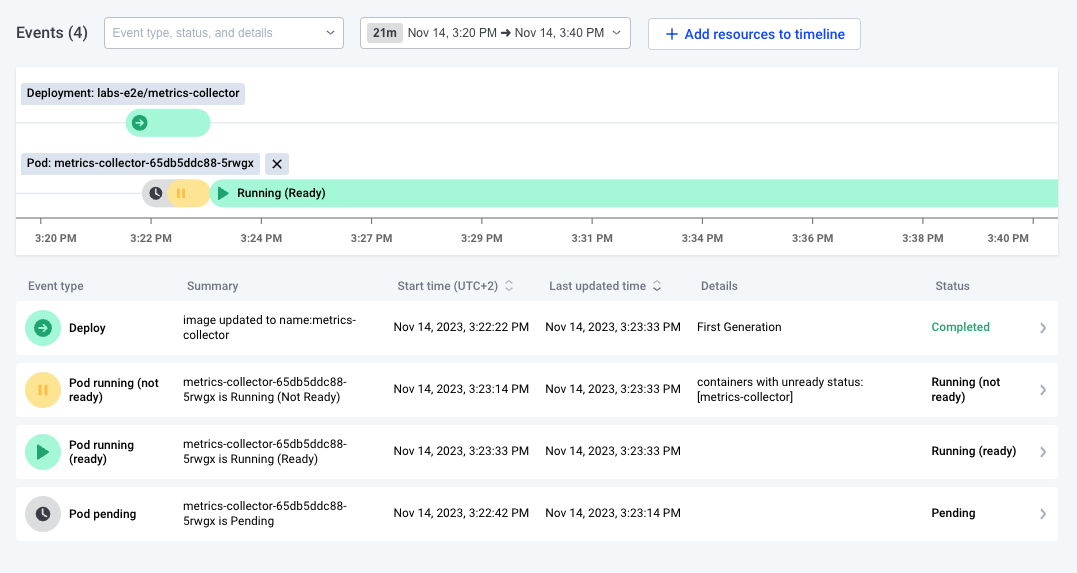 Events (4)
Event type, status, and details
21m Nov 14, 3:20 PM ➔ Nov 14, 3:40 PM
+ Add resources to timeline
Deployment: labs-e2e/metrics-collector
Pod: metrics-collector-65db5ddc88-5rwgx
Running (Ready)
3:20 PM 3:22 PM 3:24 PM 3:27 PM 3:29 PM 3:31 PM 3:34 PM 3:36 PM 3:38 PM 3:40 PM
Event type Summary Start time (UTC+2) Last updated time Details Status
Deploy
image updated to name:metrics-
collector
Nov 14, 2023, 3:22:22 PM
Nov 14, 2023, 3:23:33 PM
First Generation
Completed
Pod running (not
ready)
metrics-collector-65db5ddc88-
5rwgx is Running (Not Ready)
Nov 14, 2023, 3:23:14 PM
Nov 14, 2023, 3:23:33 PM
containers with unready status:
[metrics-collector]
Running (not
ready)
Pod running
(ready)
metrics-collector-65db5ddc88-
5rwgx is Running (Ready)
Nov 14, 2023, 3:23:33 PM
Nov 14, 2023, 3:23:33 PM
Running (ready)
Pod pending
metrics-collector-65db5ddc88-
5rwgx is Pending
Nov 14, 2023, 3:22:42 PM
Nov 14, 2023, 3:23:14 PM
Pending